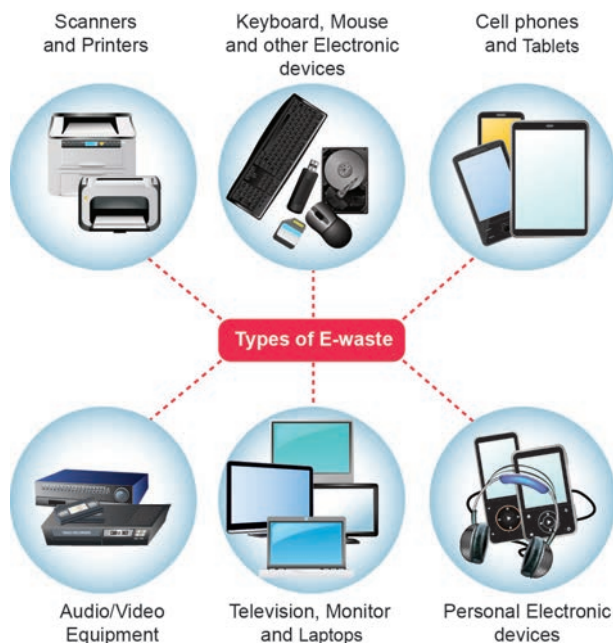 Scanners
and Printers
Keyboard, Mouse
and other Electronic
devices
Cell phones
and Tablets
Types of E-waste
Audio/Video
Equipment
Television, Monitor
and Laptops
Personal Electronic
devices